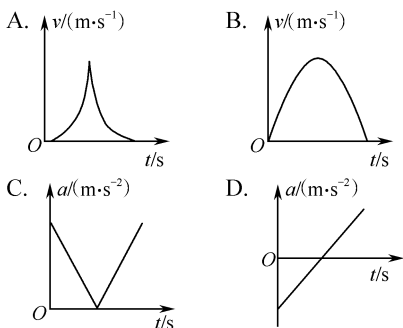 A. v/(m·s⁻¹)
O
t/s
B. v/(m·s⁻¹)
O
t/s
C. a/(m·s⁻²)
O
t/s
D. a/(m·s⁻²)
O
t/s